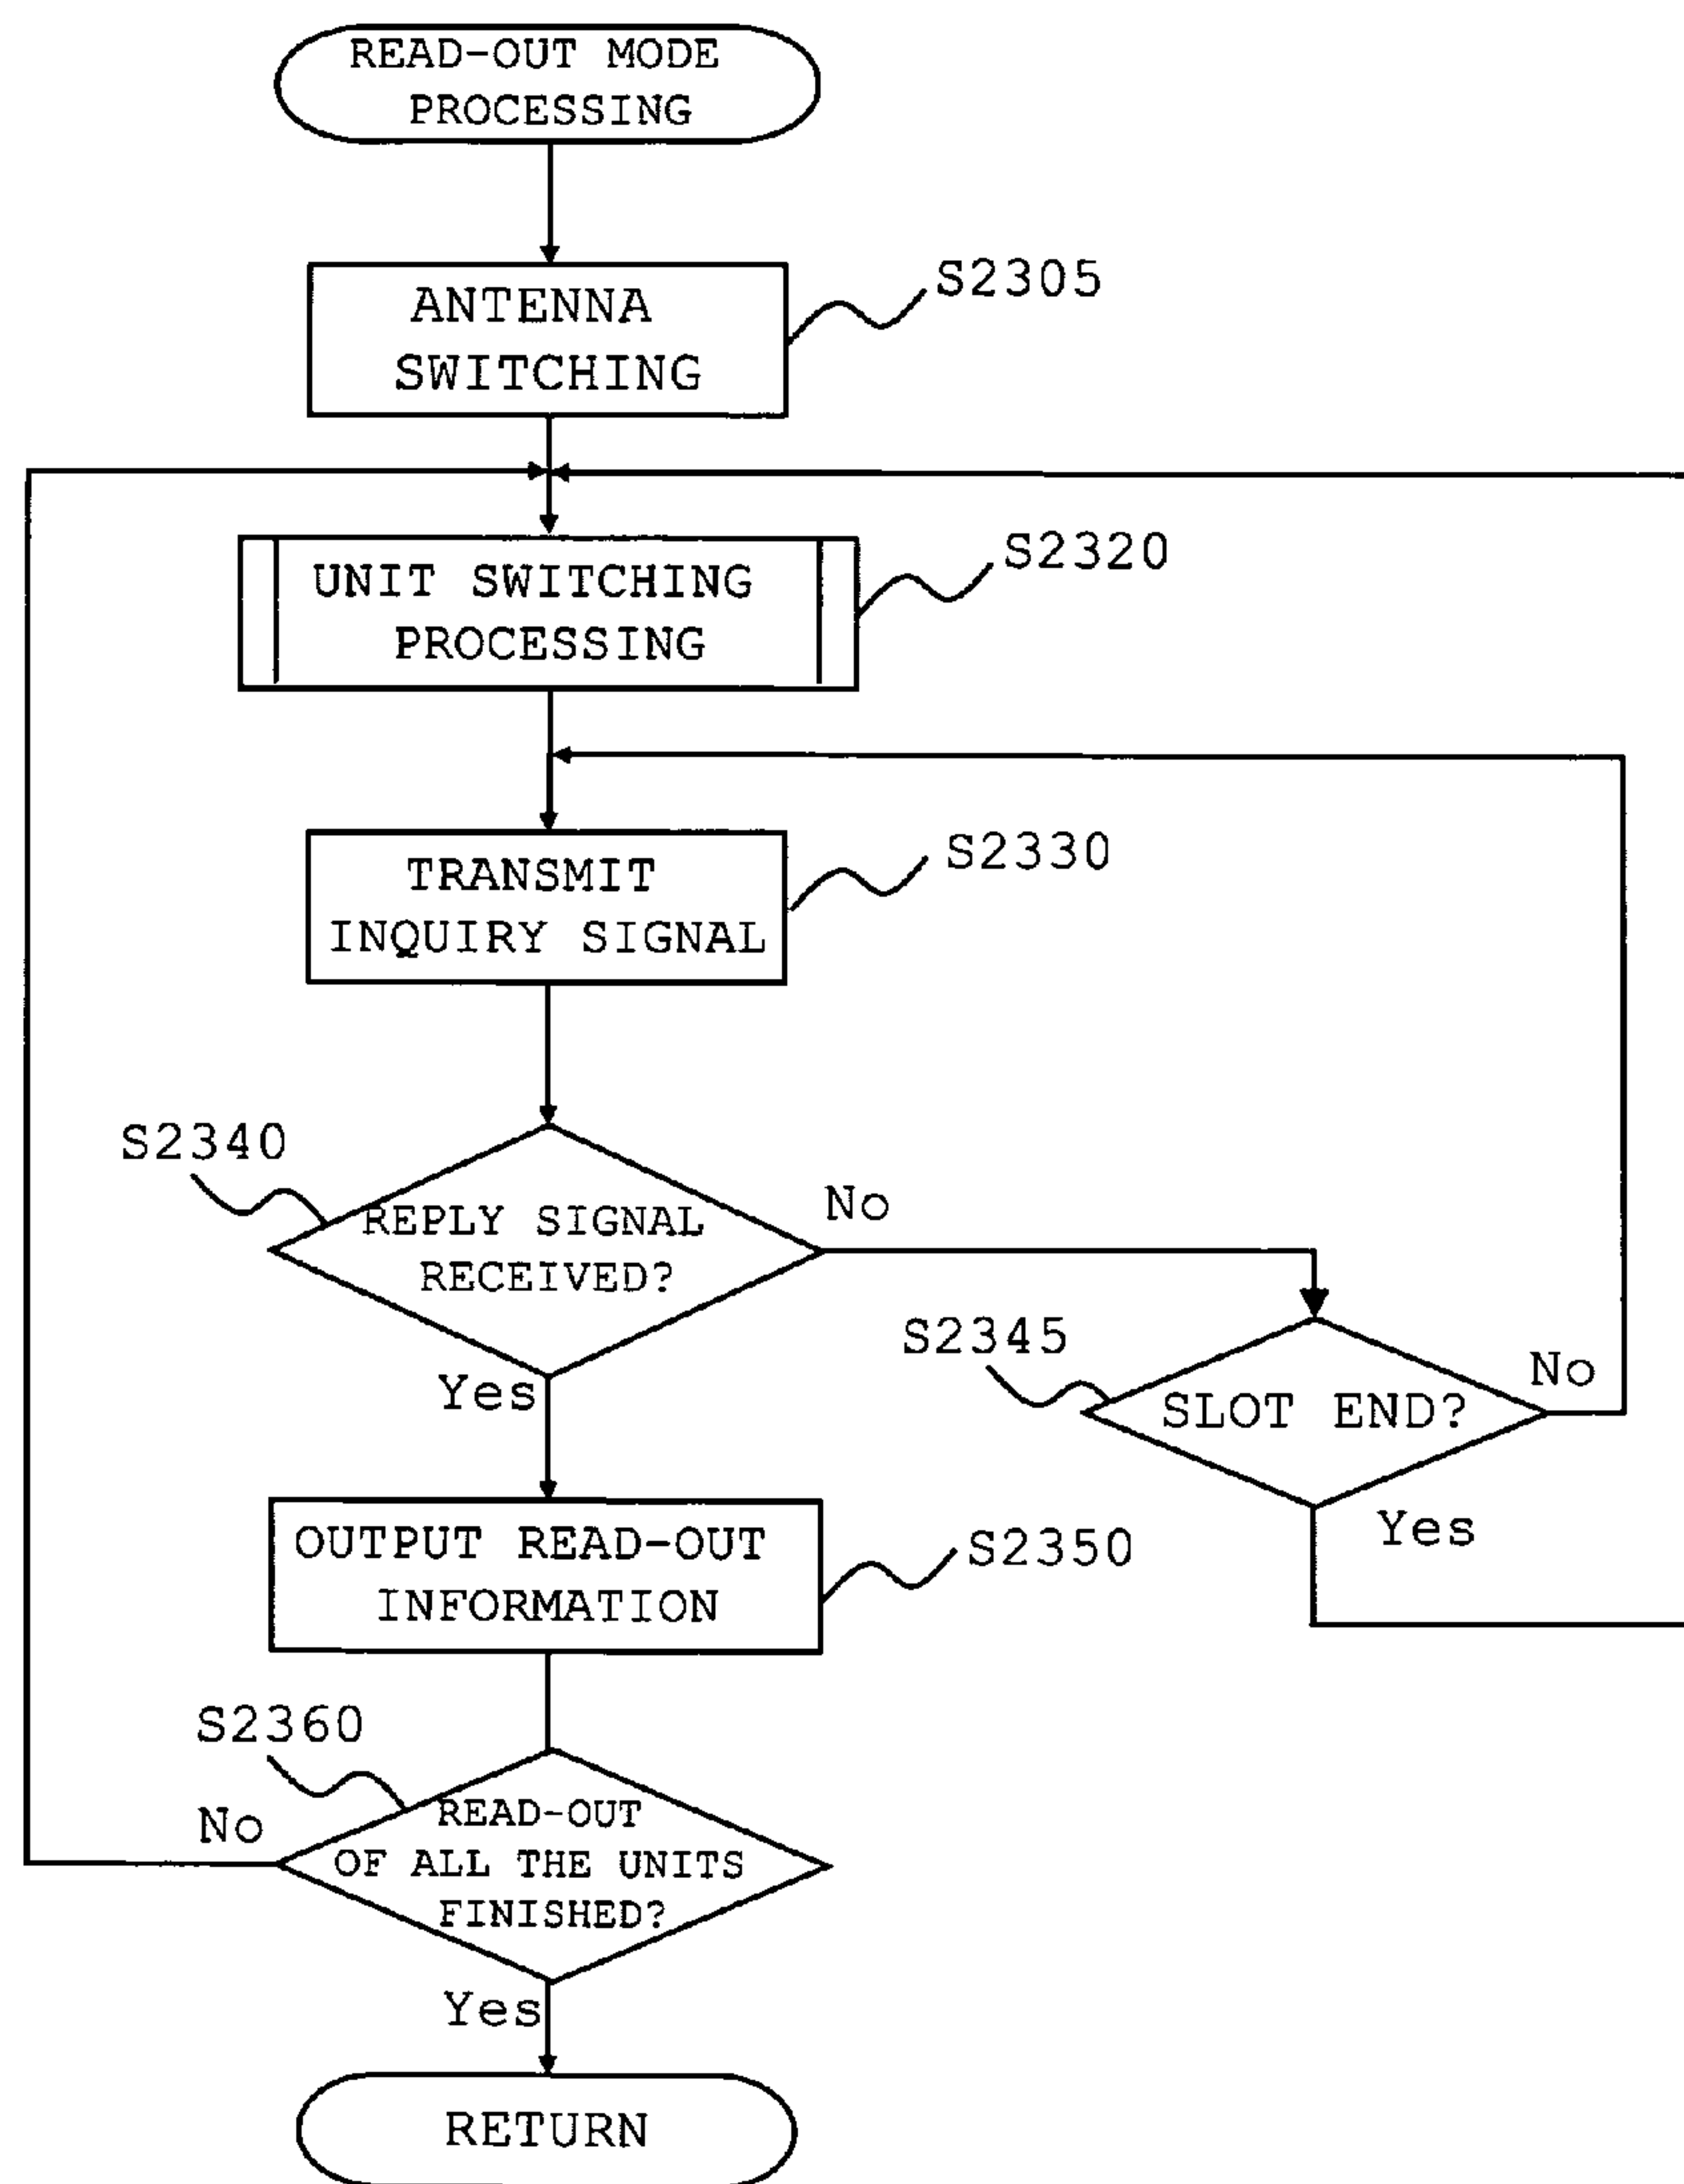 READ-OUT MODE
PROCESSING
ANTENNA
SWITCHING
S2305
UNIT SWITCHING
PROCESSING
S2320
TRANSMIT
INQUIRY SIGNAL
S2330
S2340
REPLY SIGNAL
RECEIVED?
No
Yes
S2345
SLOT END?
No
Yes
OUTPUT READ-OUT
INFORMATION
S2350
S2360
READ-OUT
OF ALL THE UNITS
FINISHED?
No
Yes
RETURN